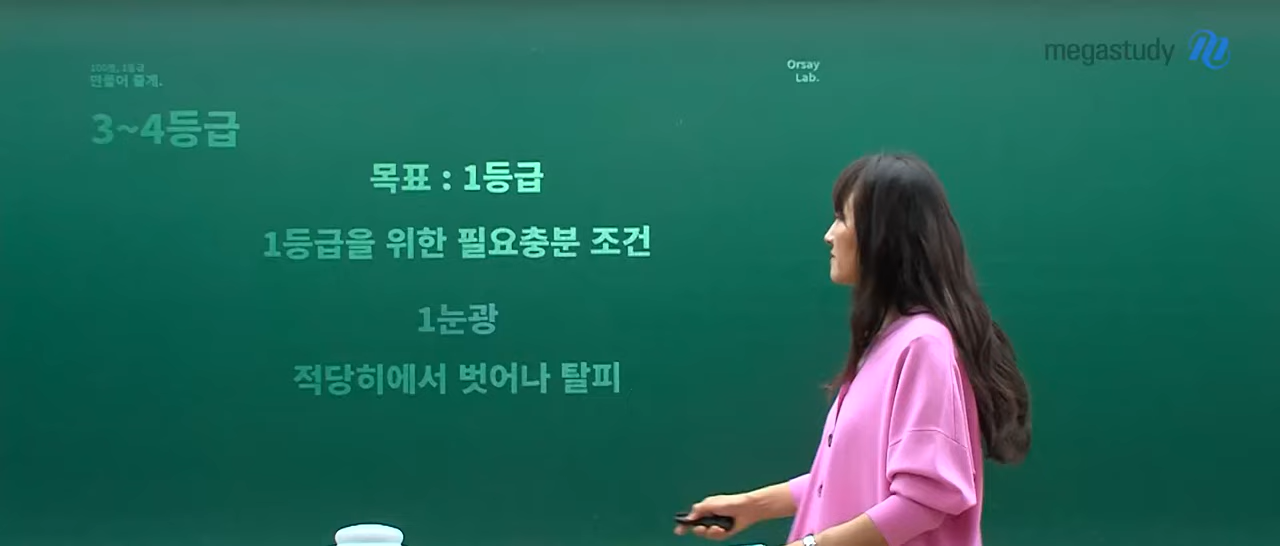 100점, 1등급
만들어 줄게.
Orsay
Lab.
megastudy
3~4등급
목표 : 1등급
1등급을 위한 필요충분 조건
1눈광
적당히에서 벗어나 탈피